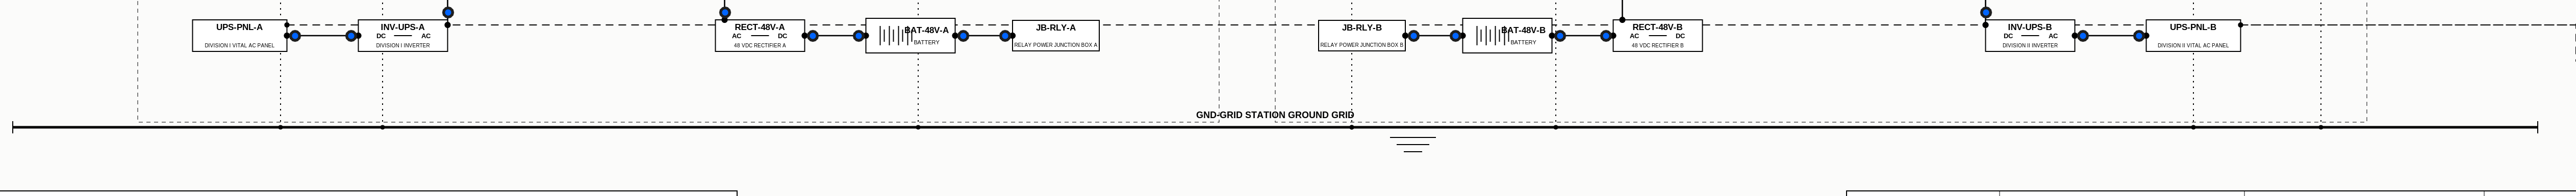 UPS-PNL-A
DIVISION I VITAL AC PANEL
INV-UPS-A
DC AC
DIVISION I INVERTER
RECT-48V-A
AC DC
48 VDC RECTIFIER A
BAT-48V-A
BATTERY
JB-RLY-A
RELAY POWER JUNCTION BOX A
JB-RLY-B
RELAY POWER JUNCTION BOX B
BAT-48V-B
BATTERY
RECT-48V-B
AC DC
48 VDC RECTIFIER B
INV-UPS-B
DC AC
DIVISION II INVERTER
UPS-PNL-B
DIVISION II VITAL AC PANEL
GND-GRID STATION GROUND GRID